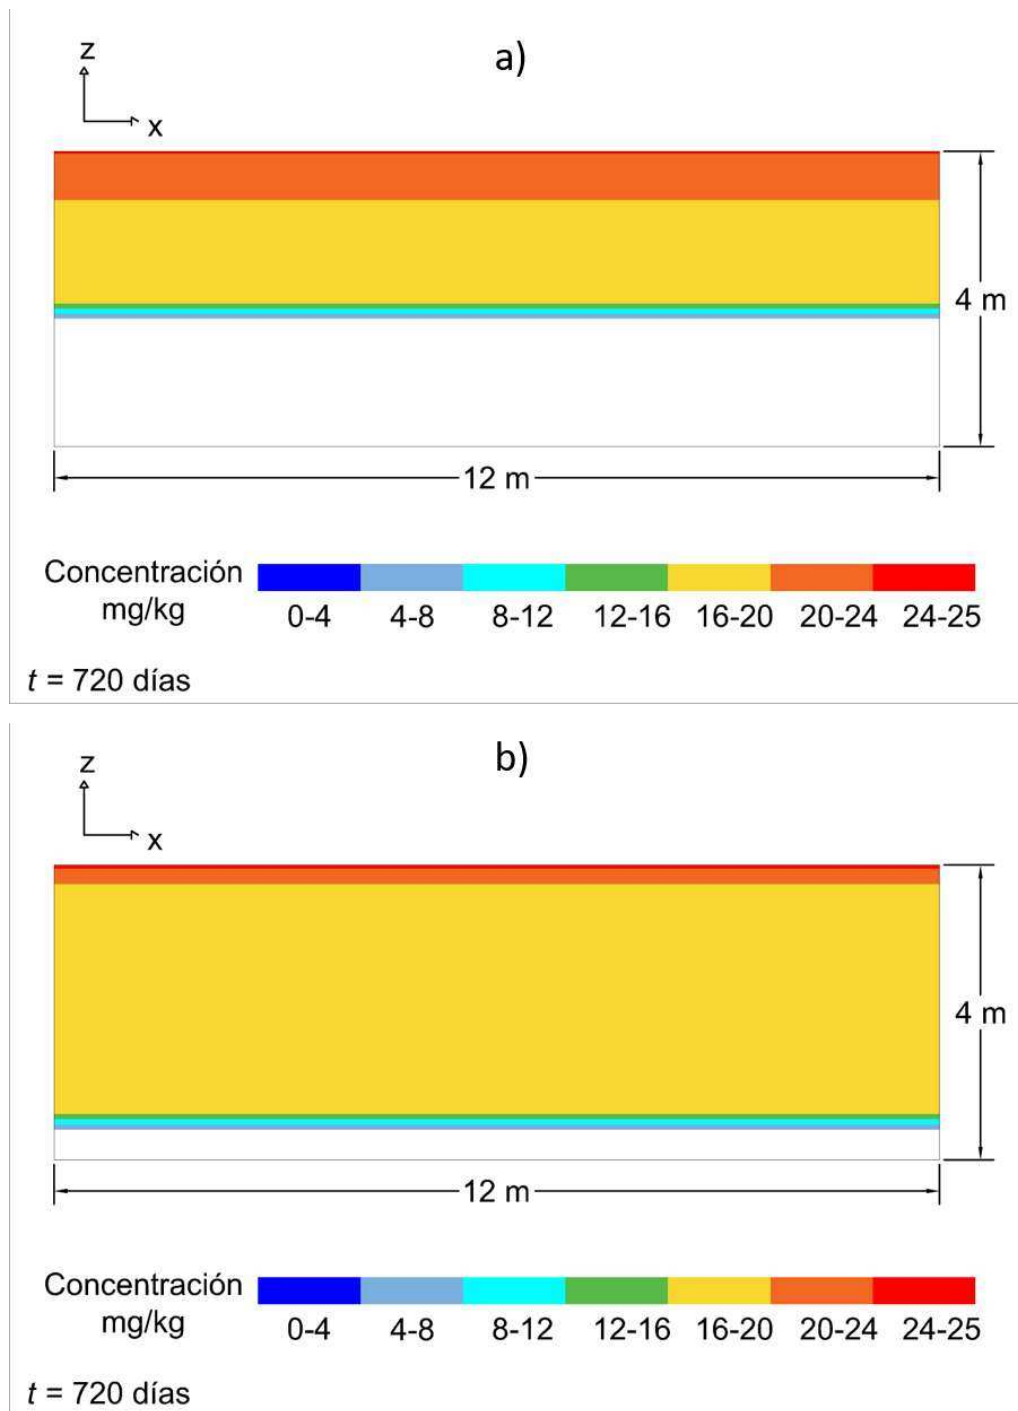 a)
z
x
4 m
12 m
Concentración
mg/kg
0-4 4-8 8-12 12-16 16-20 20-24 24-25
t = 720 días
b)
z
x
4 m
12 m
Concentración
mg/kg
0-4 4-8 8-12 12-16 16-20 20-24 24-25
t = 720 días